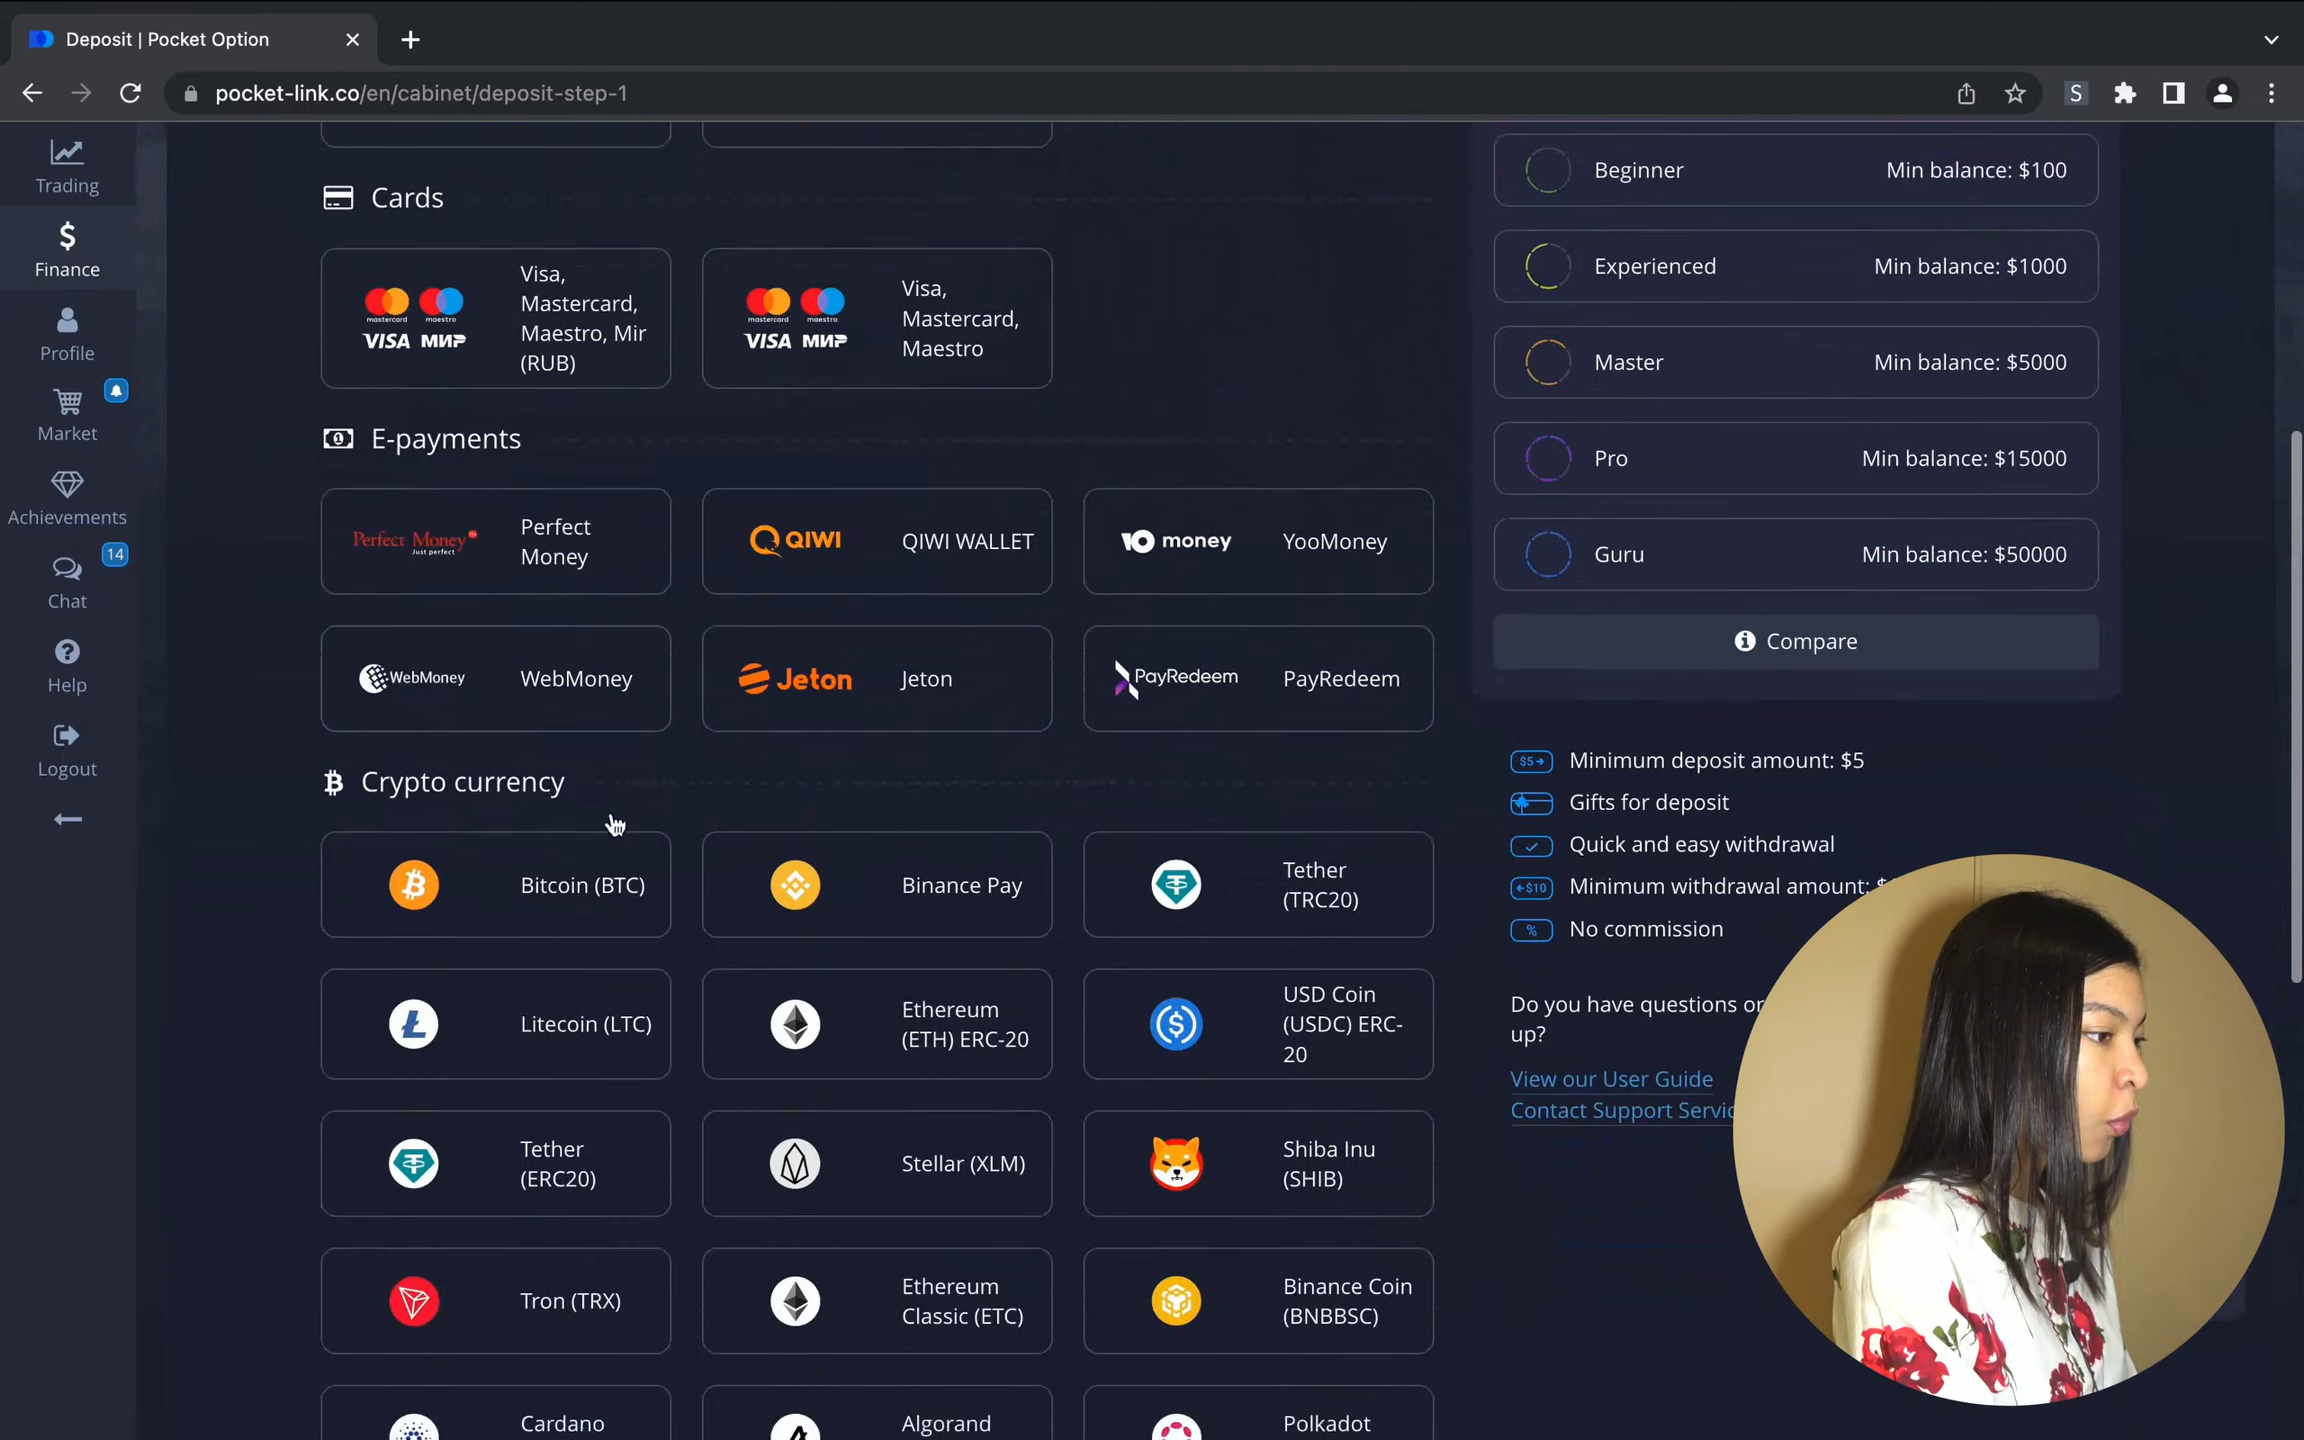 Deposit | Pocket Option
pocket-link.co/en/cabinet/deposit-step-1
S
Trading
Finance
Profile
Market
Achievements
14
Chat
Help
Logout
Cards
mastercard maestro
VISA МИР
Visa,
Mastercard,
Maestro, Mir
(RUB)
mastercard maestro
VISA МИР
Visa,
Mastercard,
Maestro
E-payments
Perfect Money
Just perfect
Perfect
Money
QIWI
QIWI WALLET
money
YooMoney
WebMoney
WebMoney
Jeton
Jeton
PayRedeem
PayRedeem
Crypto currency
Bitcoin (BTC)
Binance Pay
Tether
(TRC20)
Litecoin (LTC)
Ethereum
(ETH) ERC-20
USD Coin
(USDC) ERC-
20
Tether
(ERC20)
Stellar (XLM)
Shiba Inu
(SHIB)
Tron (TRX)
Ethereum
Classic (ETC)
Binance Coin
(BNBBSC)
Cardano
Algorand
Polkadot
Beginner Min balance: $100
Experienced Min balance: $1000
Master Min balance: $5000
Pro Min balance: $15000
Guru Min balance: $50000
Compare
$5 Minimum deposit amount: $5
Gifts for deposit
Quick and easy withdrawal
$10 Minimum withdrawal amount:
% No commission
Do you have questions or
up?
View our User Guide
Contact Support Servic